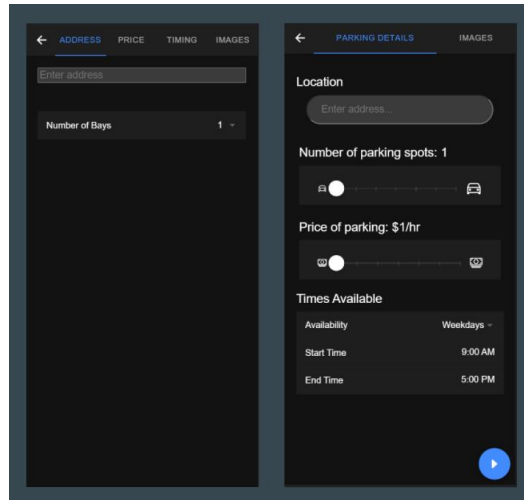 ADDRESS PRICE TIMING IMAGES
Enter address
Number of Bays 1
PARKING DETAILS IMAGES
Location
Enter address...
Number of parking spots: 1
Price of parking: $1/hr
Times Available
Availability Weekdays
Start Time 9:00 AM
End Time 5:00 PM